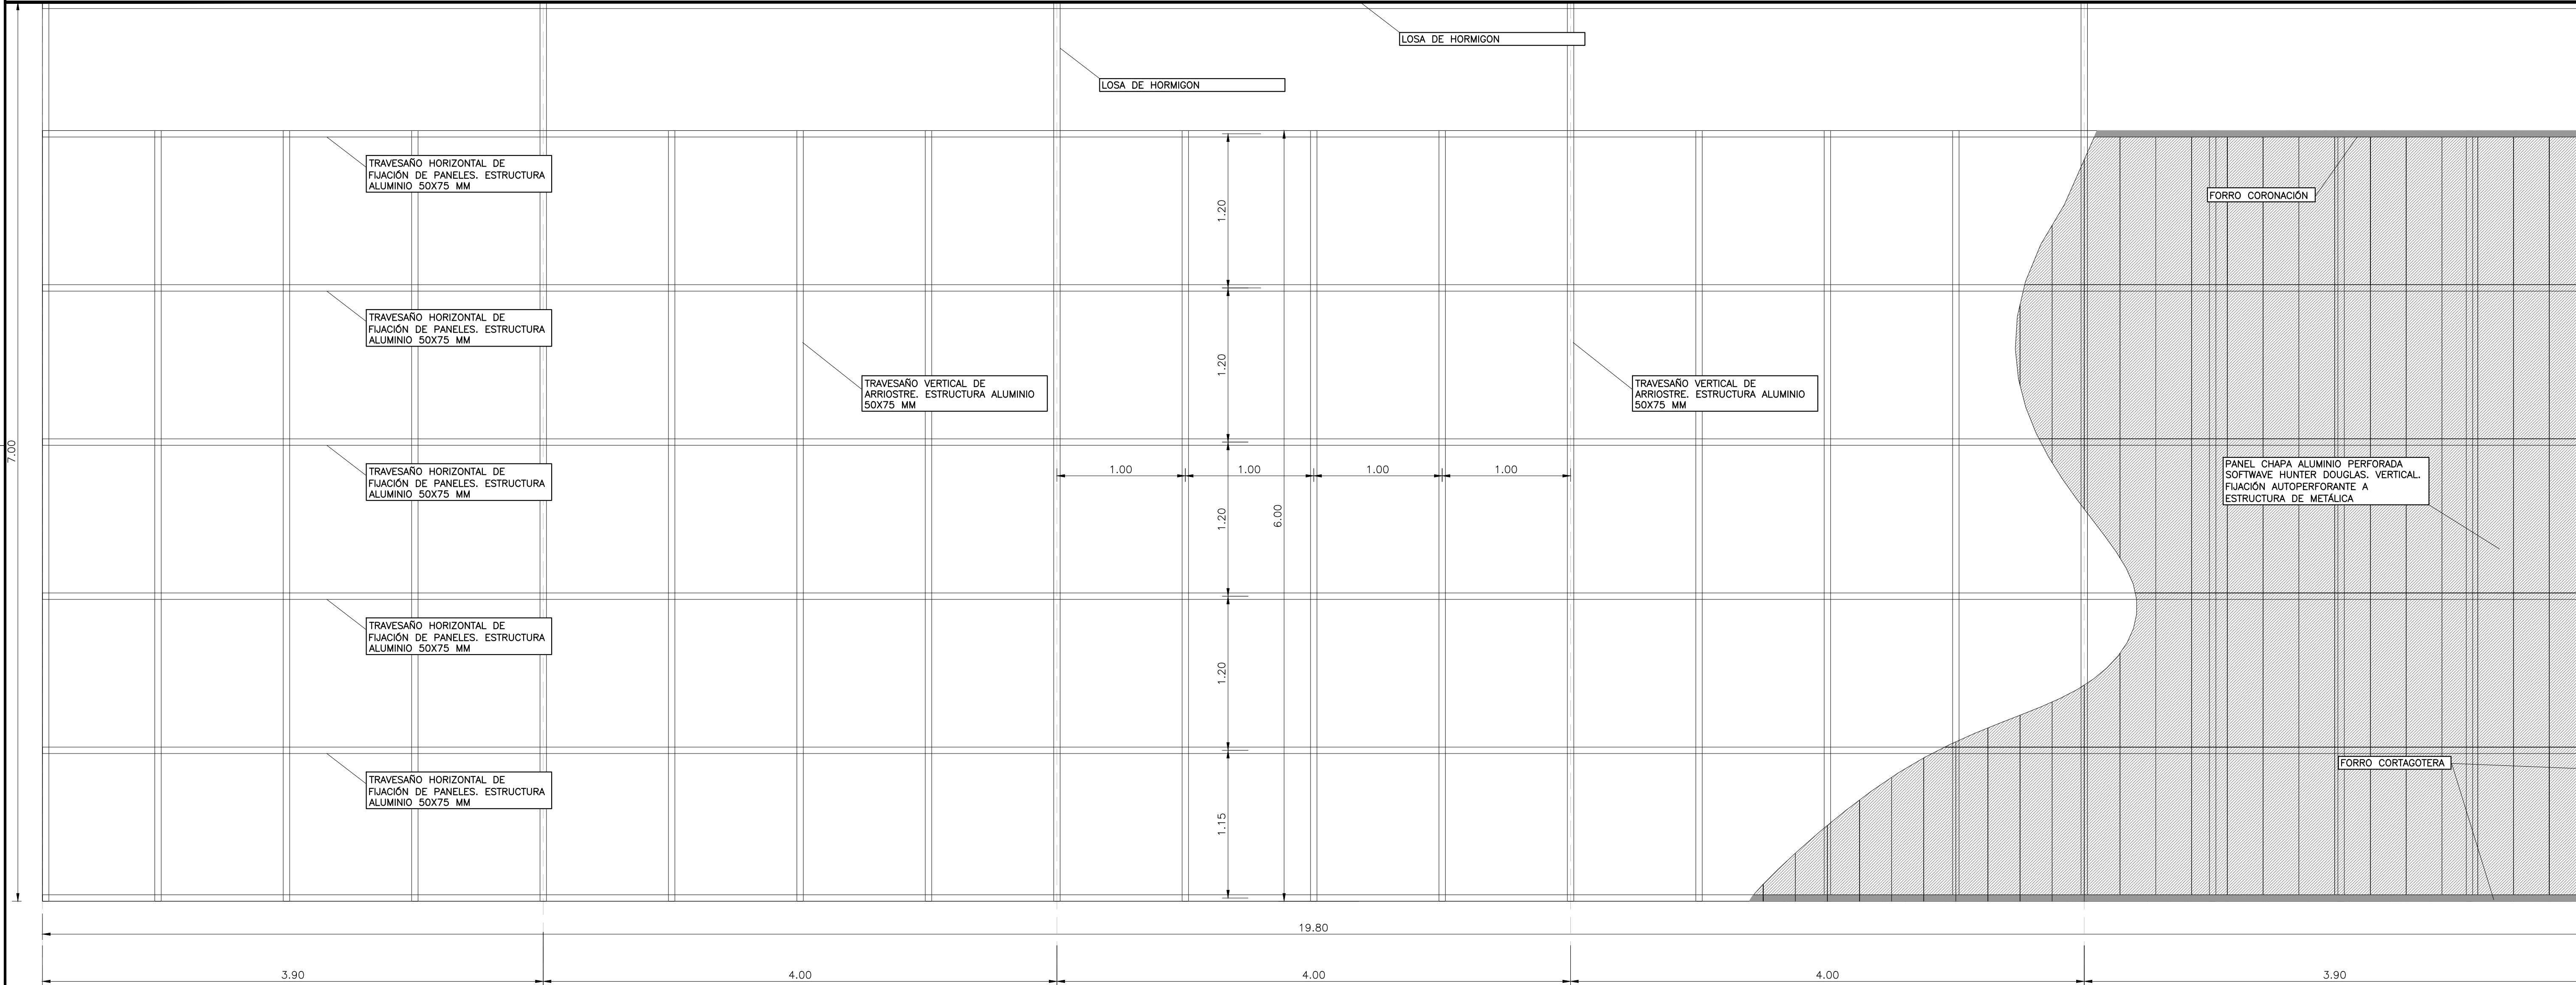 LOSA DE HORMIGON
LOSA DE HORMIGON
TRAVESAÑO HORIZONTAL DE
FIJACIÓN DE PANELES. ESTRUCTURA
ALUMINIO 50X75 MM
FORRO CORONACIÓN
1.20
TRAVESAÑO HORIZONTAL DE
FIJACIÓN DE PANELES. ESTRUCTURA
ALUMINIO 50X75 MM
1.20
TRAVESAÑO VERTICAL DE
ARRIOSTRE. ESTRUCTURA ALUMINIO
50X75 MM
TRAVESAÑO VERTICAL DE
ARRIOSTRE. ESTRUCTURA ALUMINIO
50X75 MM
7.00
TRAVESAÑO HORIZONTAL DE
FIJACIÓN DE PANELES. ESTRUCTURA
ALUMINIO 50X75 MM
1.00
1.00
1.00
1.00
PANEL CHAPA ALUMINIO PERFORADA
SOFTWAVE HUNTER DOUGLAS. VERTICAL.
FIJACIÓN AUTOPERFORANTE A
ESTRUCTURA DE METÁLICA
1.20
6.00
TRAVESAÑO HORIZONTAL DE
FIJACIÓN DE PANELES. ESTRUCTURA
ALUMINIO 50X75 MM
1.20
FORRO CORTAGOTERA
TRAVESAÑO HORIZONTAL DE
FIJACIÓN DE PANELES. ESTRUCTURA
ALUMINIO 50X75 MM
1.15
19.80
3.90
4.00
4.00
4.00
3.90